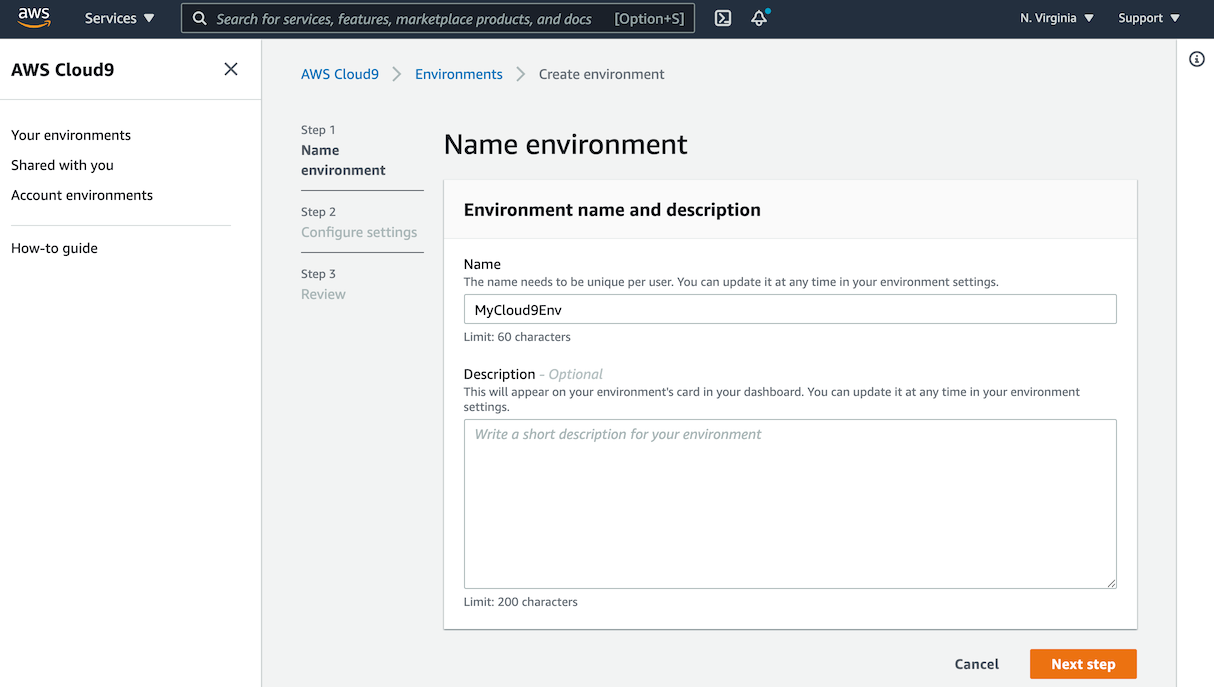 aws
Services
Search for services, features, marketplace products, and docs
[Option+S]
N. Virginia
Support
AWS Cloud9
Your environments
Shared with you
Account environments
How-to guide
AWS Cloud9 > Environments > Create environment
Step 1
Name
environment
Step 2
Configure settings
Step 3
Review
Name environment
Environment name and description
Name
The name needs to be unique per user. You can update it at any time in your environment settings.
MyCloud9Env
Limit: 60 characters
Description - Optional
This will appear on your environment's card in your dashboard. You can update it at any time in your environment
settings.
Write a short description for your environment
Limit: 200 characters
Cancel
Next step